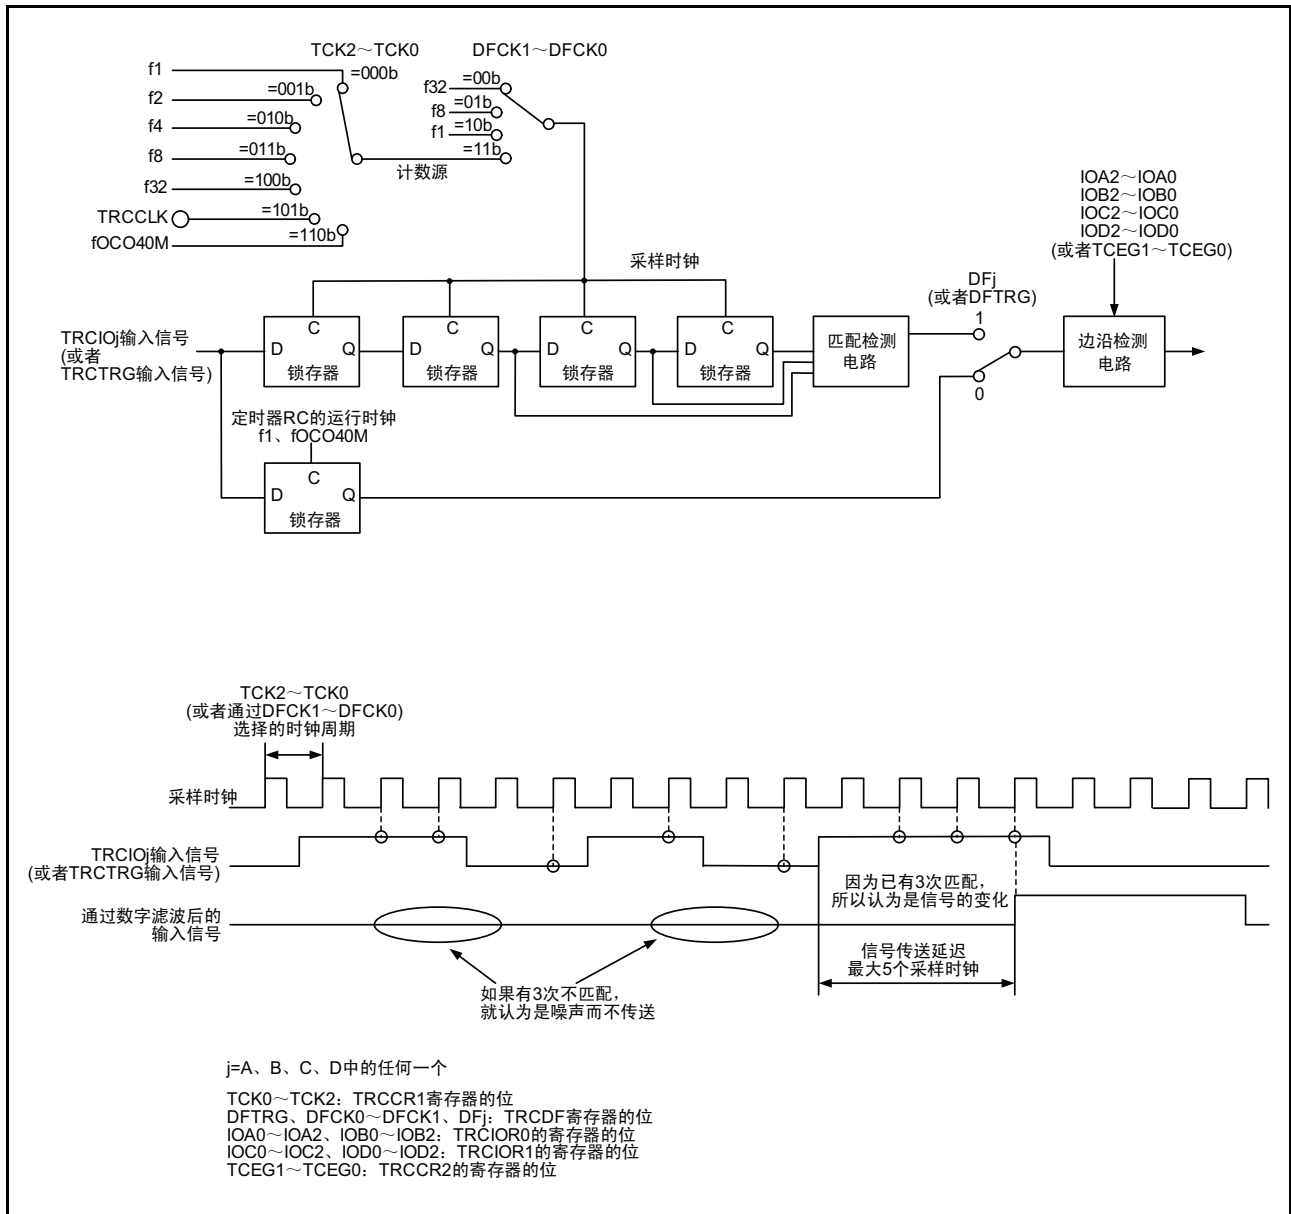 TCK2～TCK0
DFCK1～DFCK0
f1
=000b
f2
=001b
f4
=010b
f8
=011b
f32
=100b
TRCCLK
=101b
fOCO40M
=110b
计数源
f32
=00b
f8
=01b
f1
=10b
=11b
采样时钟
IOA2～IOA0
IOB2～IOB0
IOC2～IOC0
IOD2～IOD0
(或者TCEG1～TCEG0)
DFj
(或者DFTRG)
1
0
TRCIOj输入信号
(或者
TRCTRG输入信号)
C
D
Q
锁存器
C
D
Q
锁存器
C
D
Q
锁存器
C
D
Q
锁存器
匹配检测
电路
边沿检测
电路
定时器RC的运行时钟
f1、fOCO40M
C
D
Q
锁存器
TCK2～TCK0
(或者通过DFCK1～DFCK0)
选择的时钟周期
采样时钟
TRCIOj输入信号
(或者TRCTRG输入信号)
通过数字滤波后的
输入信号
因为已有3次匹配，
所以认为是信号的变化
信号传送延迟
最大5个采样时钟
如果有3次不匹配，
就认为是噪声而不传送
j=A、B、C、D中的任何一个
TCK0～TCK2：TRCCR1寄存器的位
DFTRG、DFCK0～DFCK1、DFj：TRCDF寄存器的位
IOA0～IOA2、IOB0～IOB2：TRCIOR0的寄存器的位
IOC0～IOC2、IOD0～IOD2：TRCIOR1的寄存器的位
TCEG1～TCEG0：TRCCR2的寄存器的位